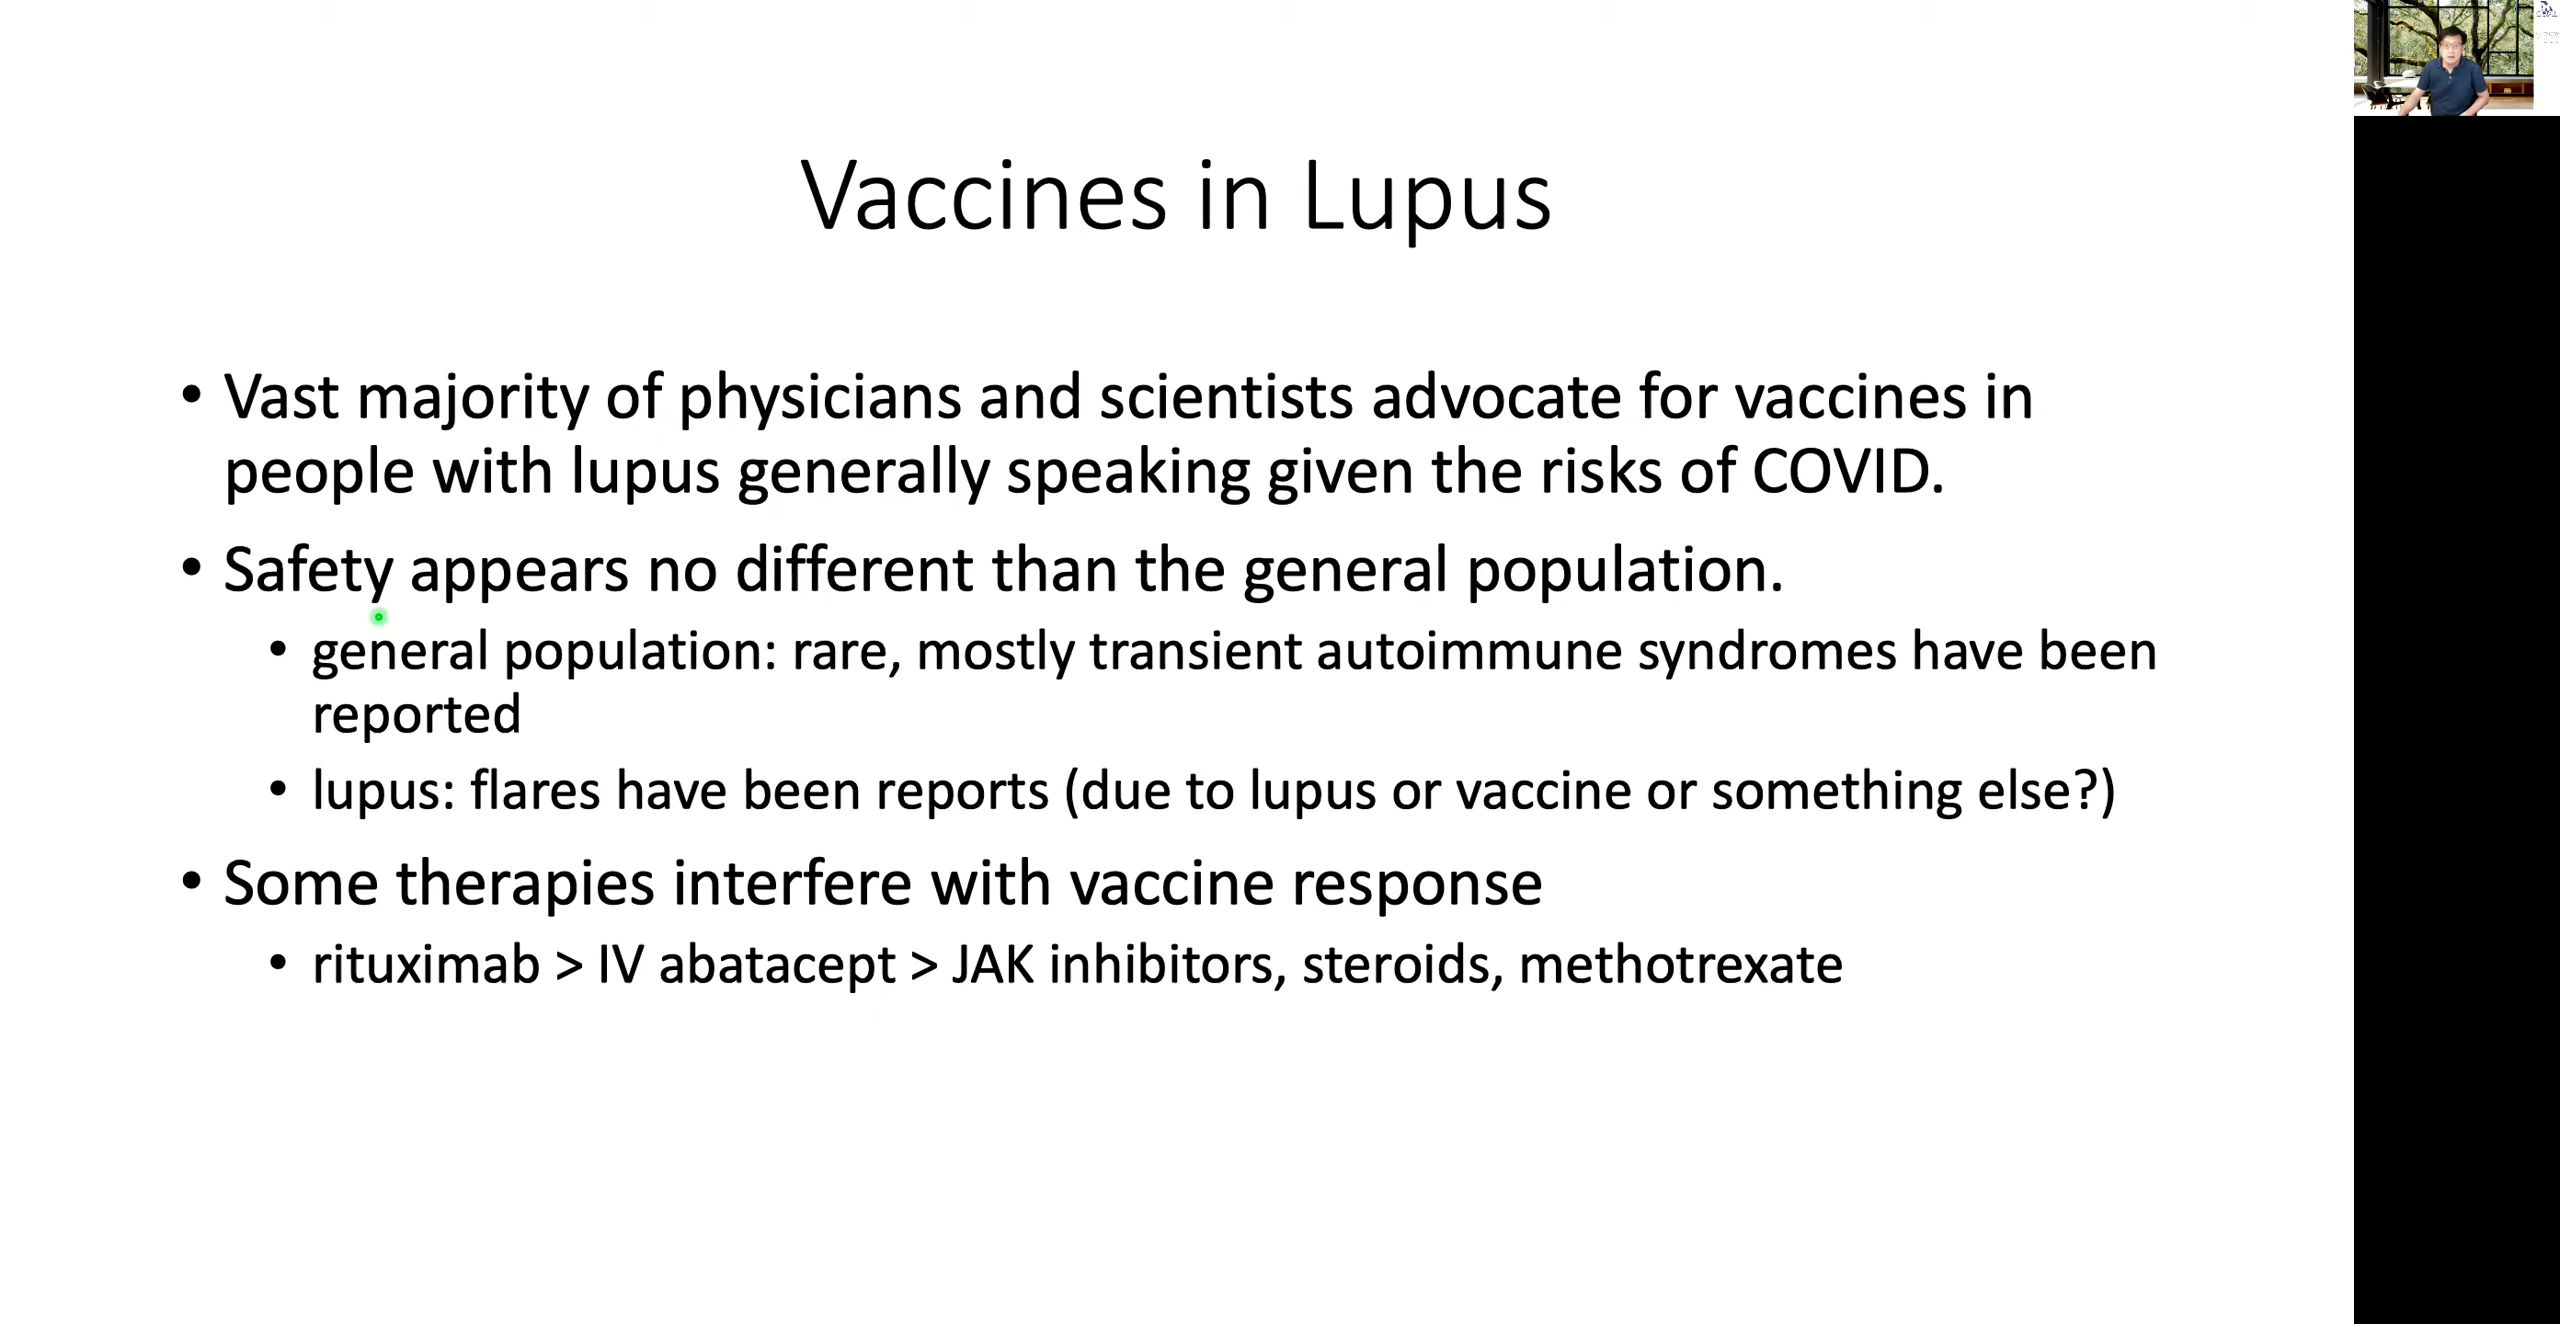 Vaccines in Lupus
• Vast majority of physicians and scientists advocate for vaccines in
people with lupus generally speaking given the risks of COVID.
• Safety appears no different than the general population.
• general population: rare, mostly transient autoimmune syndromes have been
reported
• lupus: flares have been reports (due to lupus or vaccine or something else?)
• Some therapies interfere with vaccine response
• rituximab > IV abatacept > JAK inhibitors, steroids, methotrexate